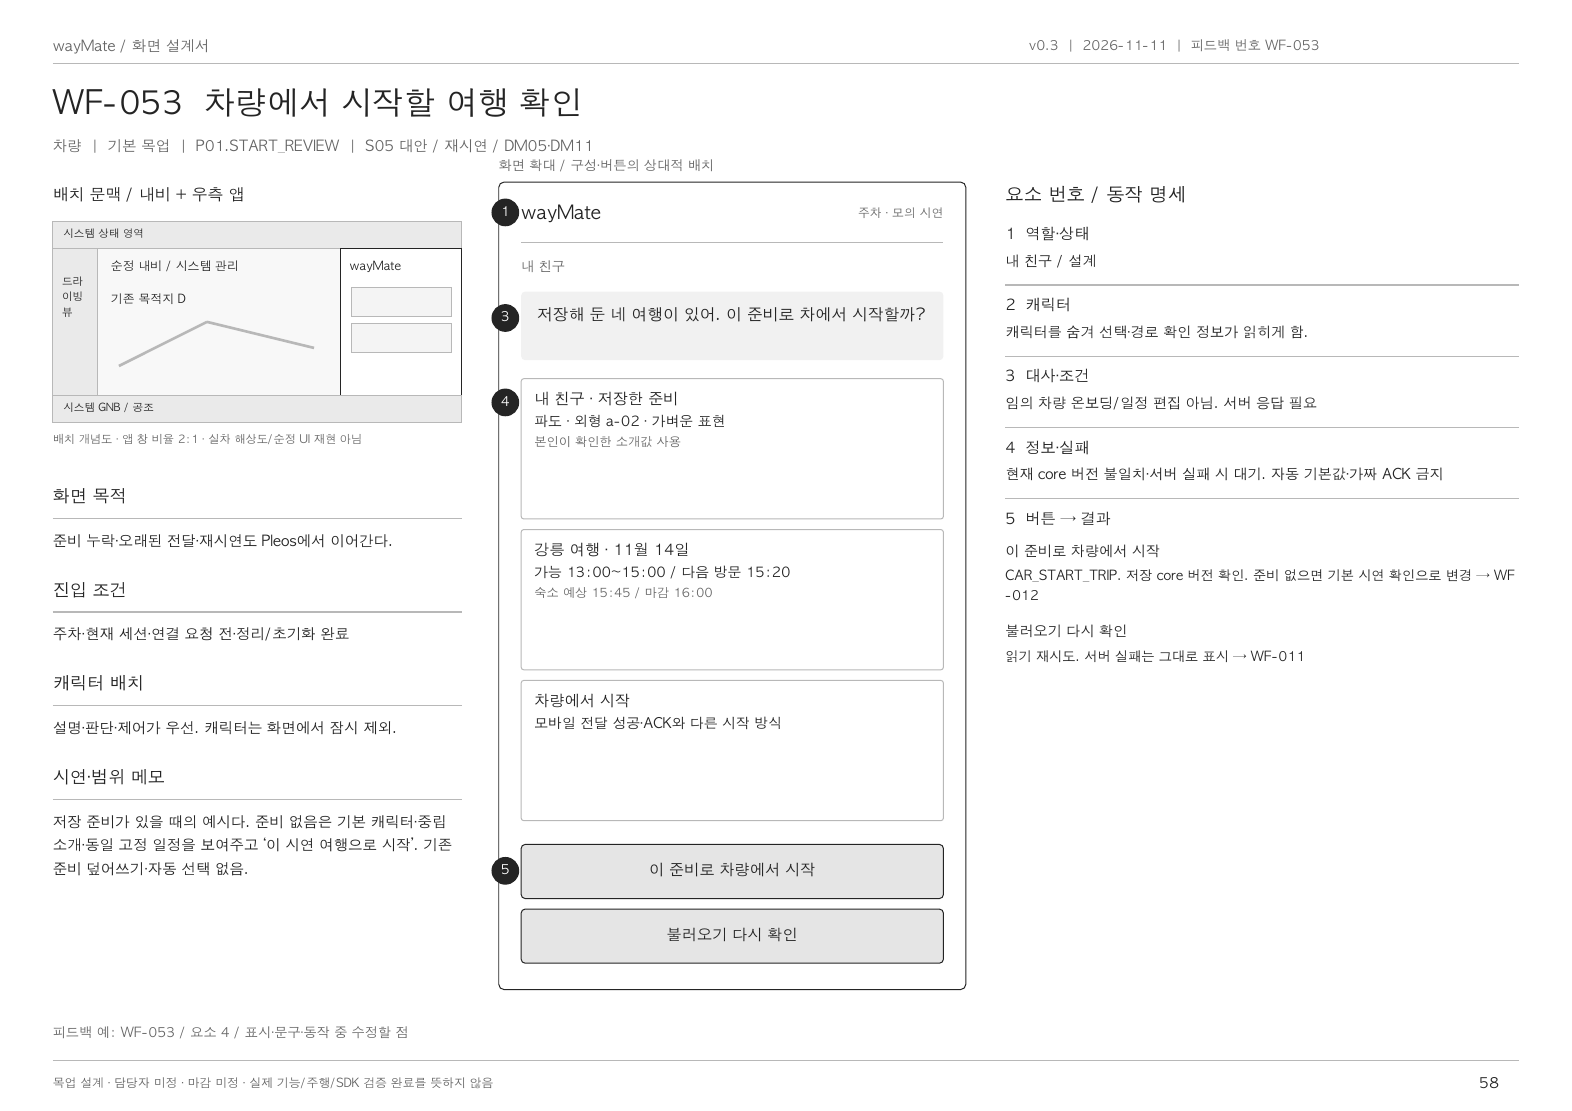 wayMate / 화면 설계서
v0.3 | 2026-11-11 | 피드백 번호 WF-053
WF-053 차량에서 시작할 여행 확인
차량 | 기본 목업 | P01.START_REVIEW | S05 대안 / 재시연 / DM05·DM11
배치 문맥 / 내비 + 우측 앱
시스템 상태 영역
드라
이빙
뷰
순정 내비 / 시스템 관리
기존 목적지 D
wayMate
시스템 GNB / 공조
배치 개념도 · 앱 창 비율 2:1 · 실차 해상도/순정 UI 재현 아님
화면 목적
준비 누락·오래된 전달·재시연도 Pleos에서 이어간다.
진입 조건
주차·현재 세션·연결 요청 전·정리/초기화 완료
캐릭터 배치
설명·판단·제어가 우선. 캐릭터는 화면에서 잠시 제외.
시연·범위 메모
저장 준비가 있을 때의 예시다. 준비 없음은 기본 캐릭터·중립
소개·동일 고정 일정을 보여주고 ‘이 시연 여행으로 시작’. 기존
준비 덮어쓰기·자동 선택 없음.
화면 확대 / 구성·버튼의 상대적 배치
1
wayMate
주차 · 모의 시연
내 친구
3
저장해 둔 네 여행이 있어. 이 준비로 차에서 시작할까?
4
내 친구 · 저장한 준비
파도 · 외형 a-02 · 가벼운 표현
본인이 확인한 소개값 사용
강릉 여행 · 11월 14일
가능 13:00~15:00 / 다음 방문 15:20
숙소 예상 15:45 / 마감 16:00
차량에서 시작
모바일 전달 성공·ACK와 다른 시작 방식
5
이 준비로 차량에서 시작
불러오기 다시 확인
요소 번호 / 동작 명세
1 역할·상태
내 친구 / 설계
2 캐릭터
캐릭터를 숨겨 선택·경로 확인 정보가 읽히게 함.
3 대사·조건
임의 차량 온보딩/일정 편집 아님. 서버 응답 필요
4 정보·실패
현재 core 버전 불일치·서버 실패 시 대기. 자동 기본값·가짜 ACK 금지
5 버튼 → 결과
이 준비로 차량에서 시작
CAR_START_TRIP. 저장 core 버전 확인. 준비 없으면 기본 시연 확인으로 변경 → WF
-012
불러오기 다시 확인
읽기 재시도. 서버 실패는 그대로 표시 → WF-011
피드백 예: WF-053 / 요소 4 / 표시·문구·동작 중 수정할 점
목업 설계 · 담당자 미정 · 마감 미정 · 실제 기능/주행/SDK 검증 완료를 뜻하지 않음
58